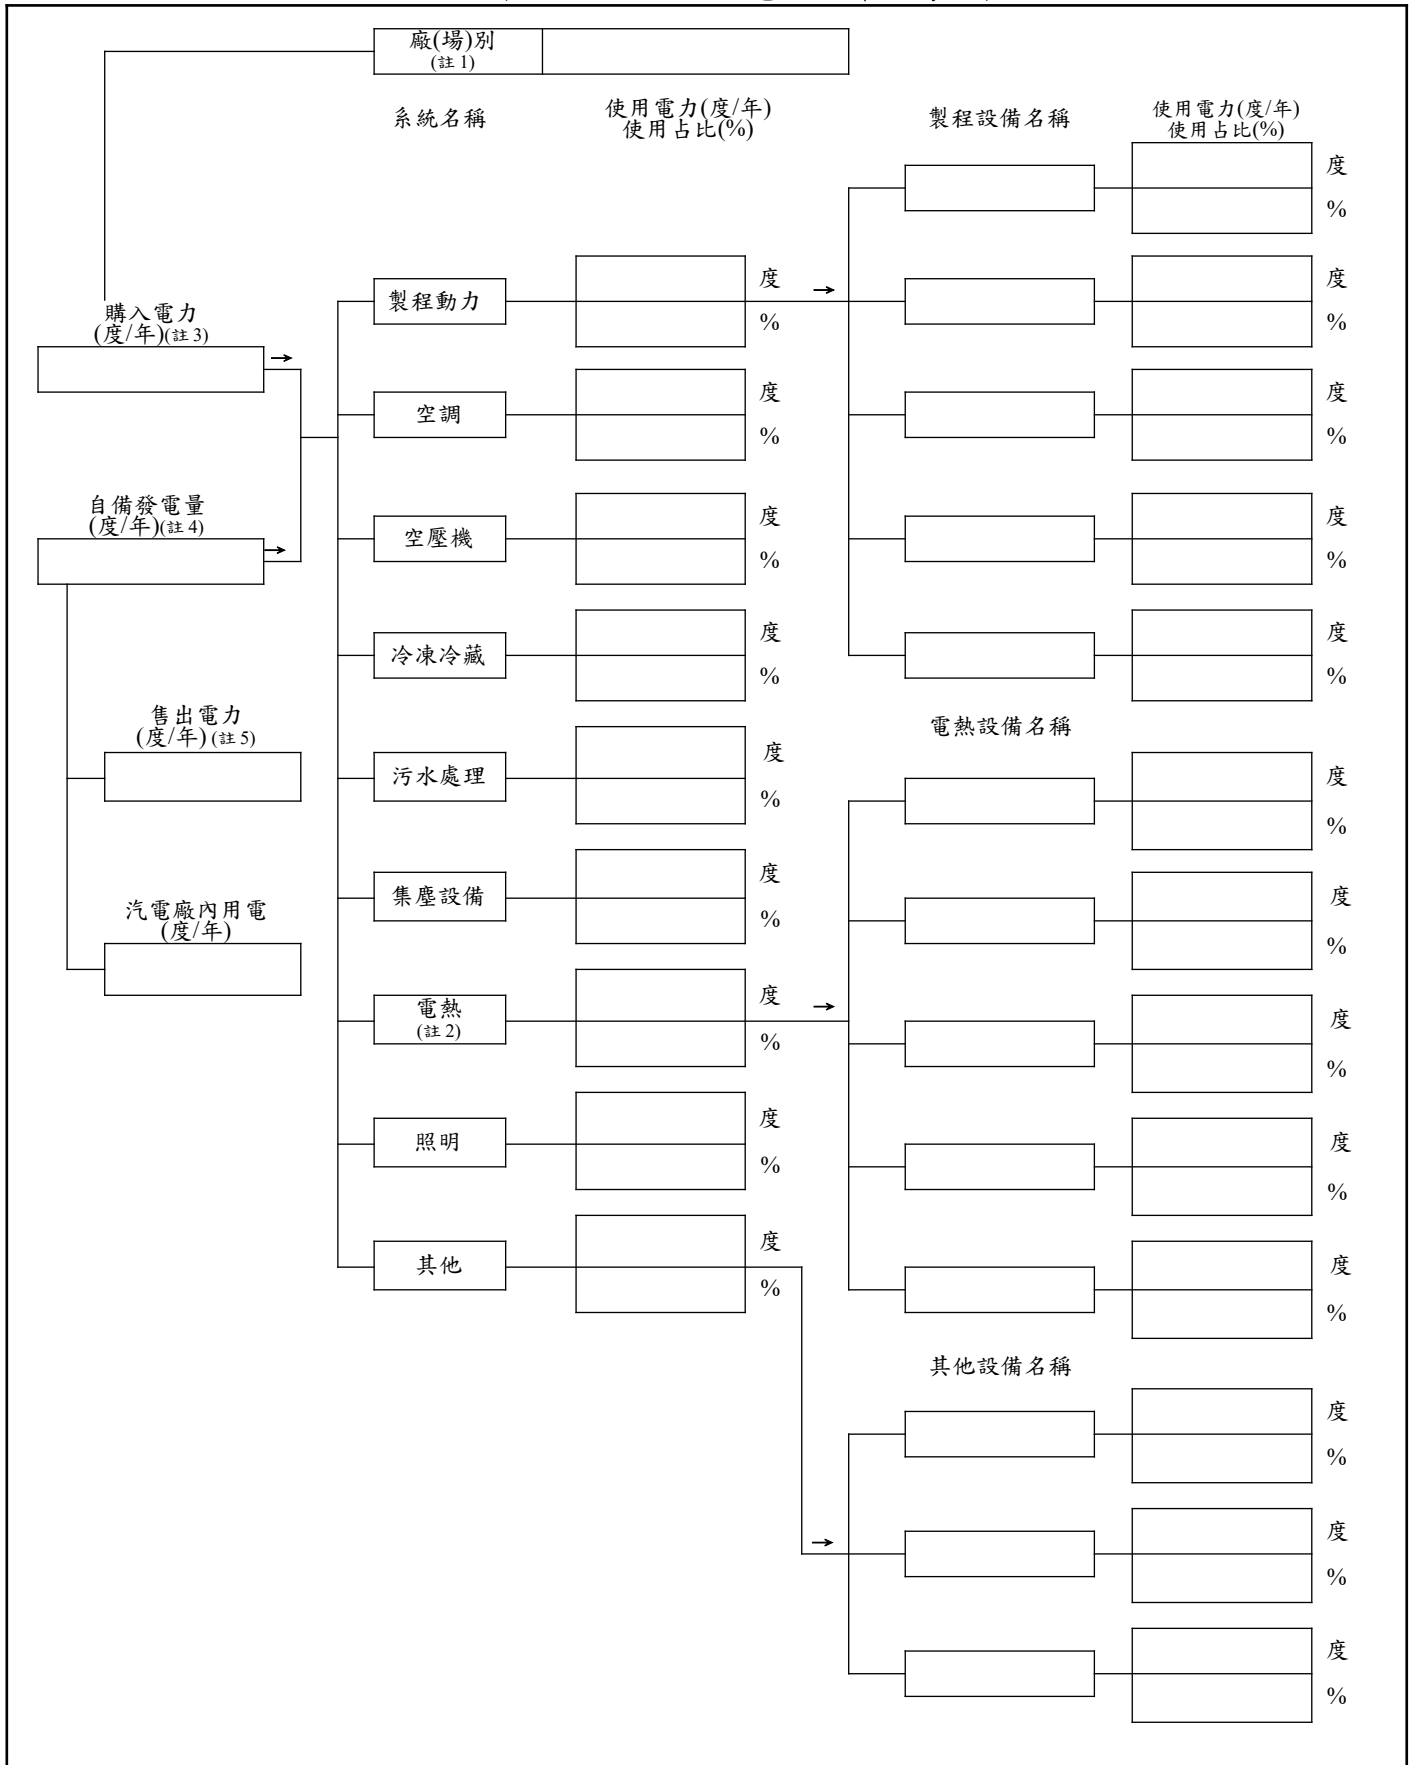 廠(場)別
(註 1)
系統名稱
使用電力(度/年)
使用占比(%)
製程設備名稱
使用電力(度/年)
使用占比(%)
度
%
購入電力
(度/年)(註 3)
製程動力
度
%
度
%
空調
度
%
度
%
自備發電量
(度/年)(註 4)
空壓機
度
%
度
%
冷凍冷藏
度
%
度
%
售出電力
(度/年) (註 5)
電熱設備名稱
污水處理
度
%
度
%
汽電廠內用電
(度/年)
集塵設備
度
%
度
%
電熱
(註 2)
度
%
度
%
照明
度
%
度
%
其他
度
%
度
%
其他設備名稱
度
%
度
%
度
%